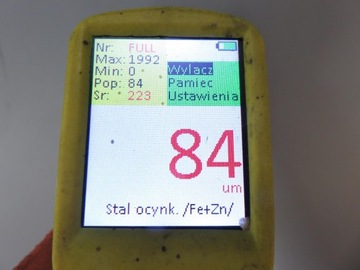 Nr: FULL
Max: 1992
Min: 0
Pop: 84
Sr: 223
Wylacz
Pamiec
Ustawienia
84
um
Stal ocynk. /Fe+Zn/